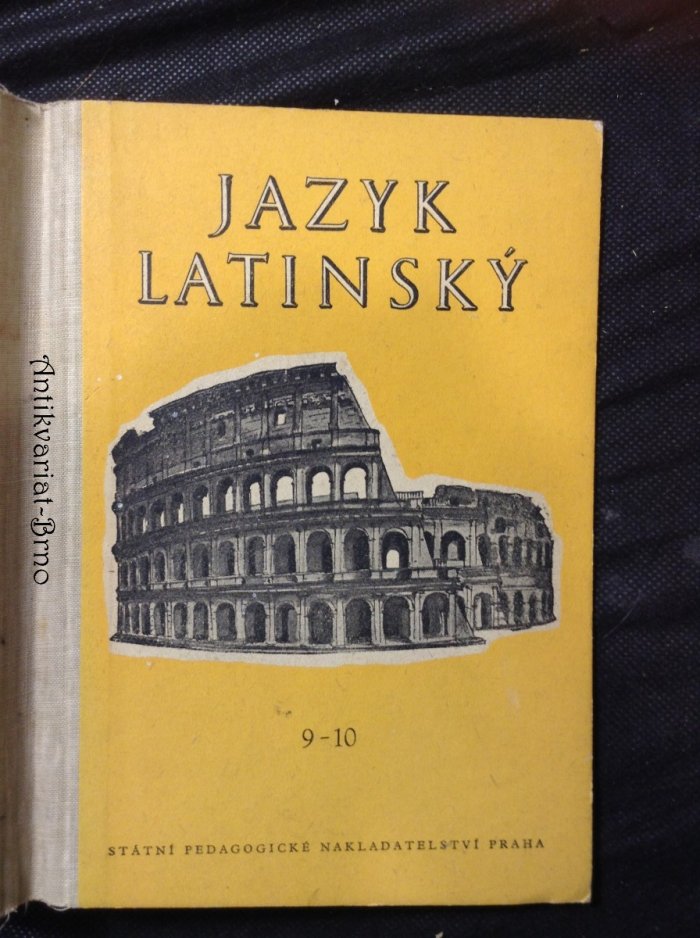 JAZYK
LATINSKÝ
9-10
STÁTNÍ PEDAGOGICKÉ NAKLADATELSTVÍ PRAHA
Antikvariat-Brno